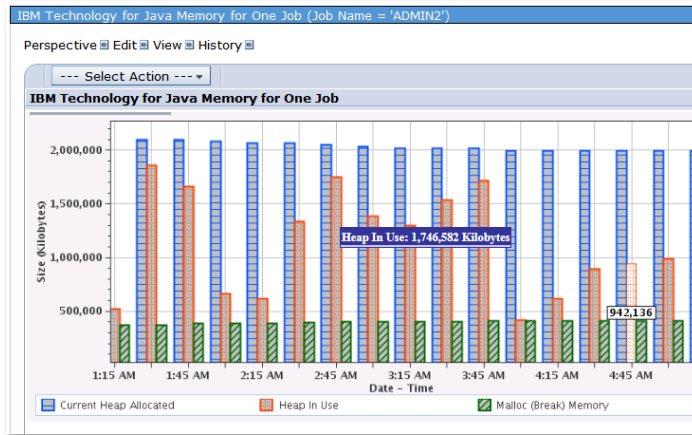 IBM Technology for Java Memory for One Job (Job Name = 'ADMIN2')
Perspective Edit View History
--- Select Action ---
IBM Technology for Java Memory for One Job
2,000,000
1,500,000
1,000,000
500,000
Size (Kilobytes)
Heap In Use: 1,746,582 Kilobytes
942,136
1:15 AM 1:45 AM 2:15 AM 2:45 AM 3:15 AM 3:45 AM 4:15 AM 4:45 AM
Date - Time
Current Heap Allocated Heap In Use Malloc (Break) Memory